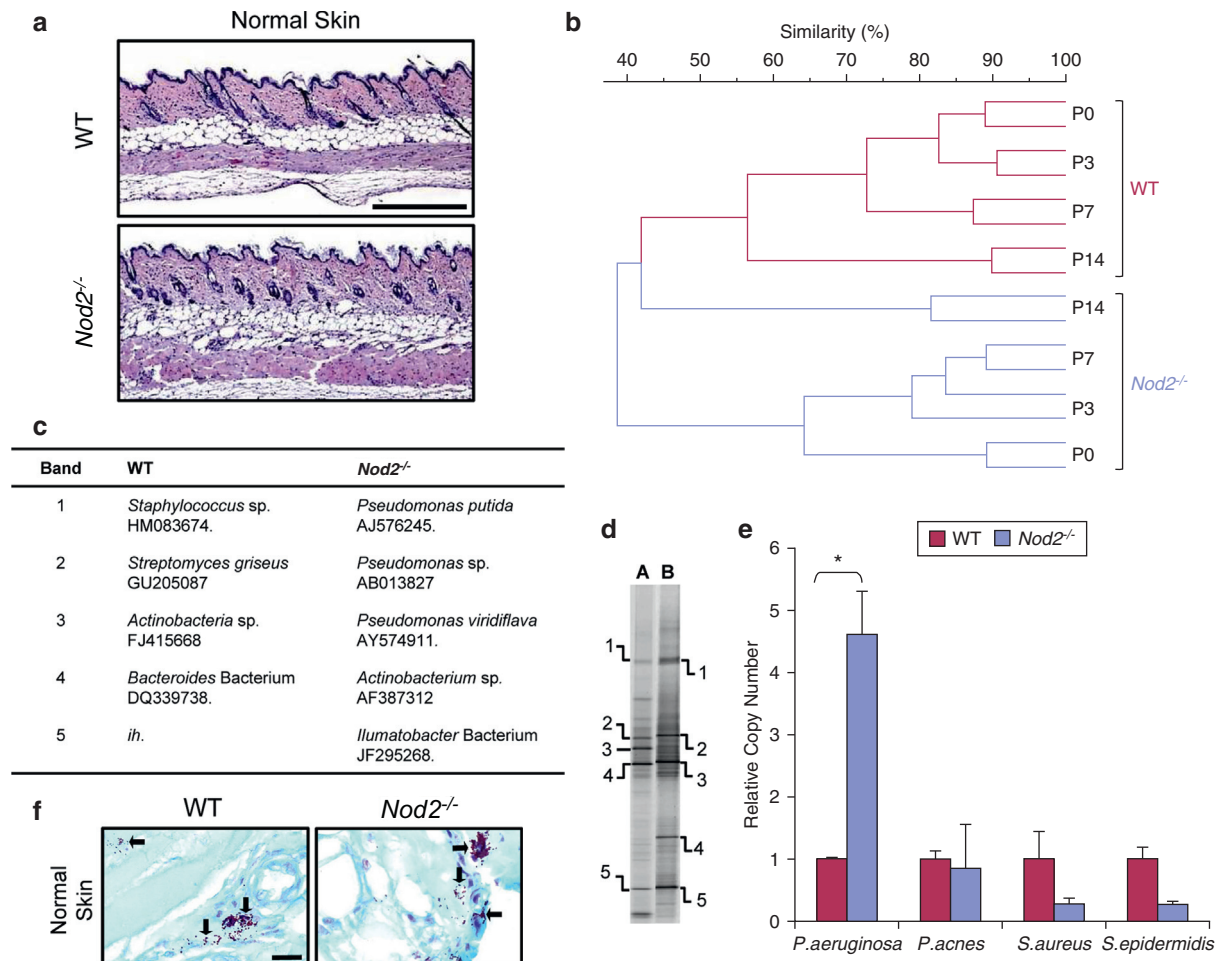 a
Normal Skin
WT
Nod2-/-
b
Similarity (%)
40 50 60 70 80 90 100
P0
P3
P7
P14
WT
P14
P7
P3
P0
Nod2-/-
c
Band WT Nod2-/-
1 Staphylococcus sp. Pseudomonas putida
HM083674. AJ576245.
2 Streptomyces griseus Pseudomonas sp.
GU205087 AB013827
3 Actinobacteria sp. Pseudomonas viridiflava
FJ415668 AY574911.
4 Bacteroides Bacterium Actinobacterium sp.
DQ339738. AF387312
5 ih. Ilumatobacter Bacterium
JF295268.
d
A B
1
1
2
2
3
3
4
4
5
5
e
WT Nod2-/-
Relative Copy Number
6
5
4
3
2
1
0
*
P.aeruginosa P.acnes S.aureus S.epidermidis
f
WT Nod2-/-
Normal
Skin